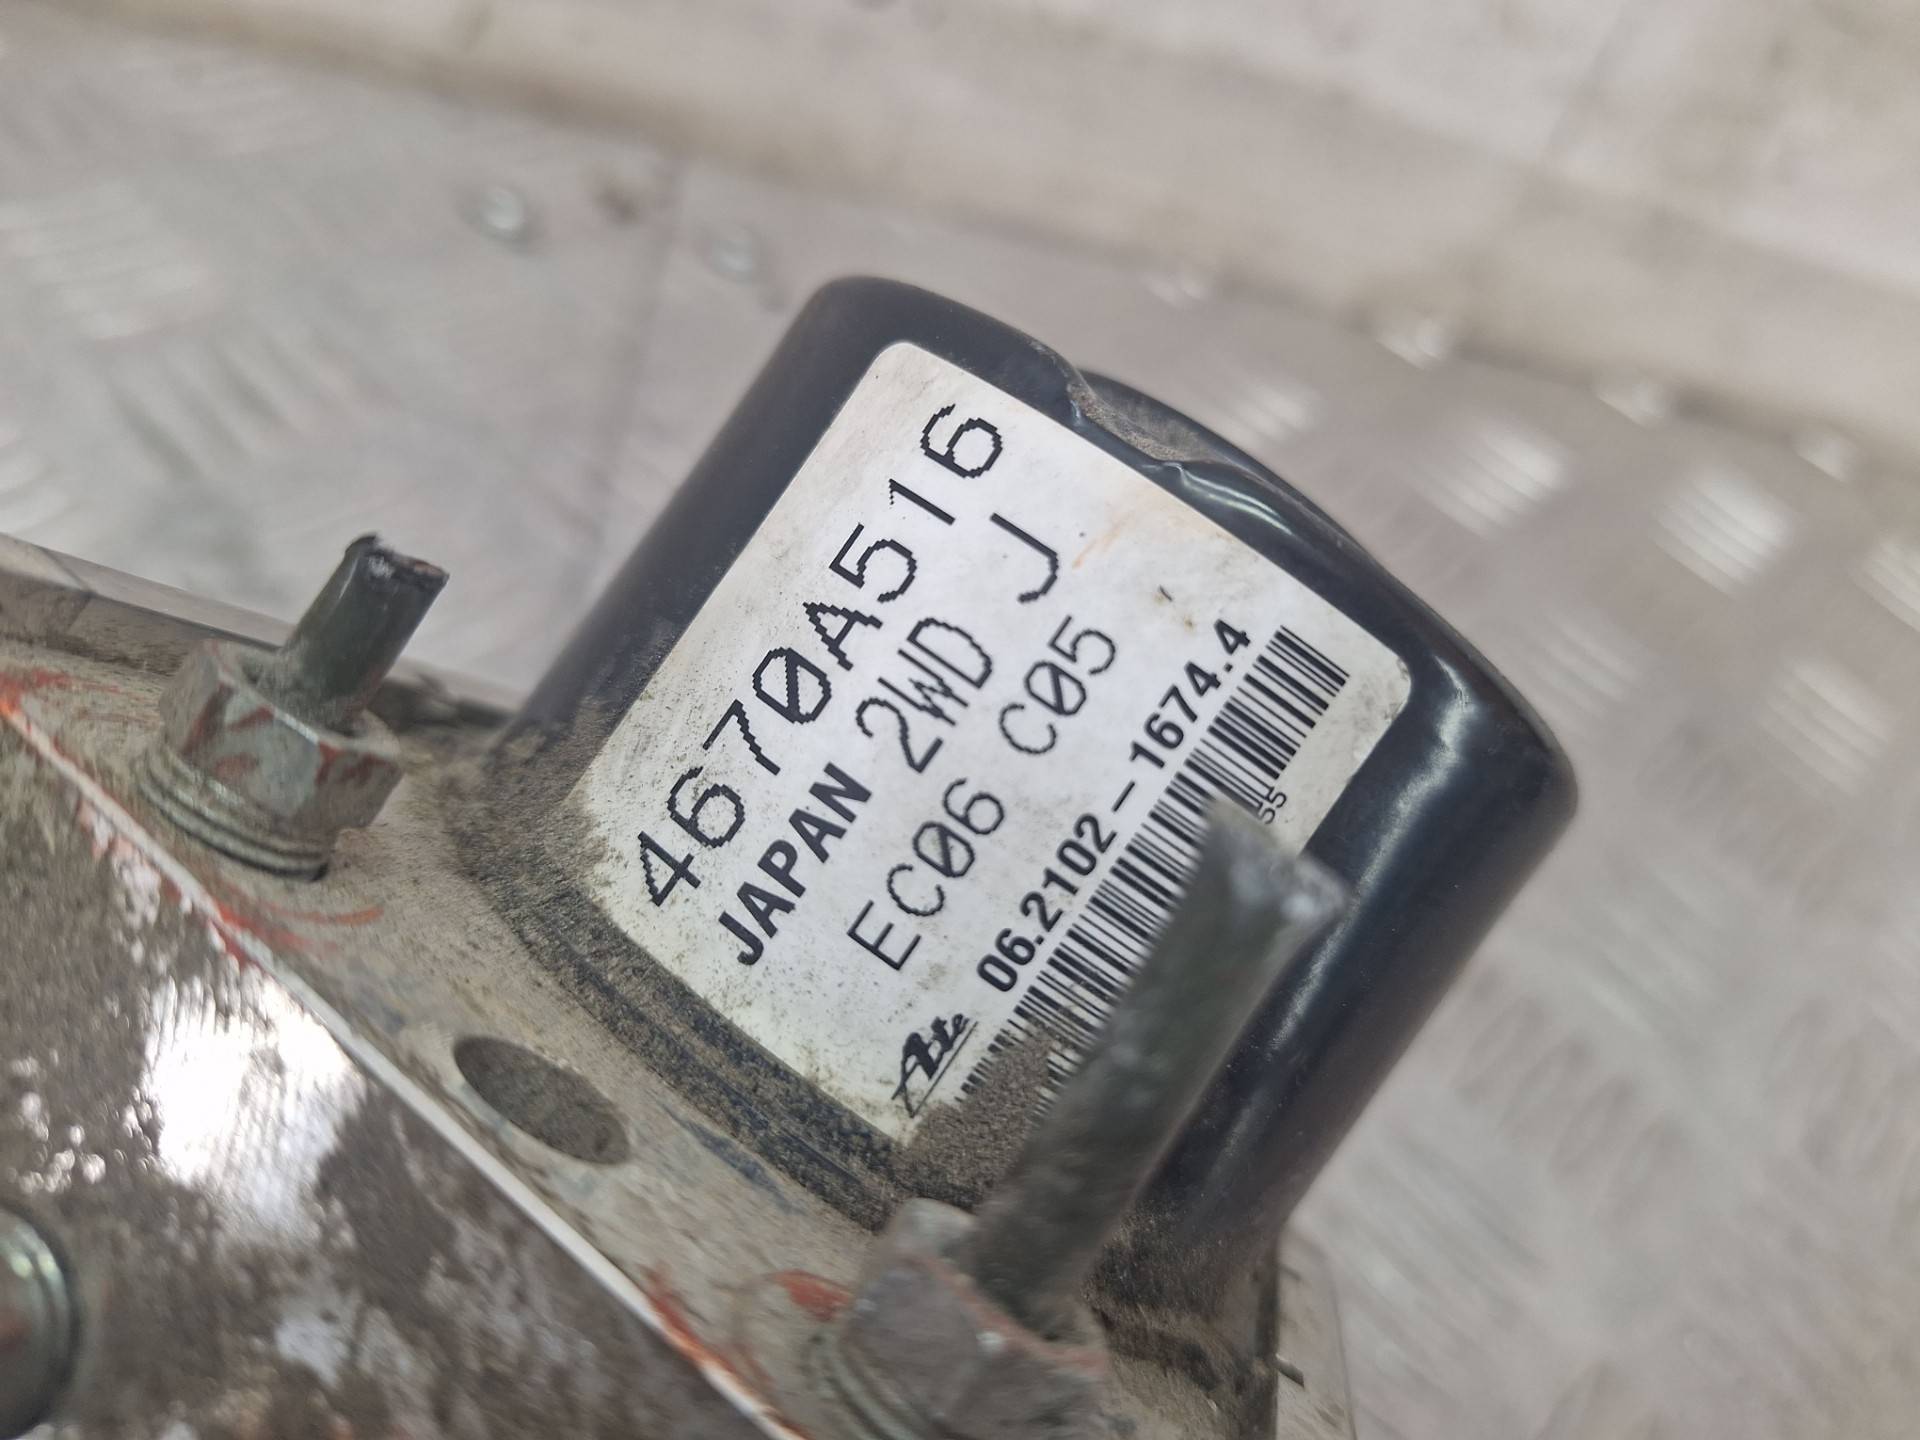 4670A516
JAPAN 2WD J
EC06 C05
Ate 06.2102-1674.4